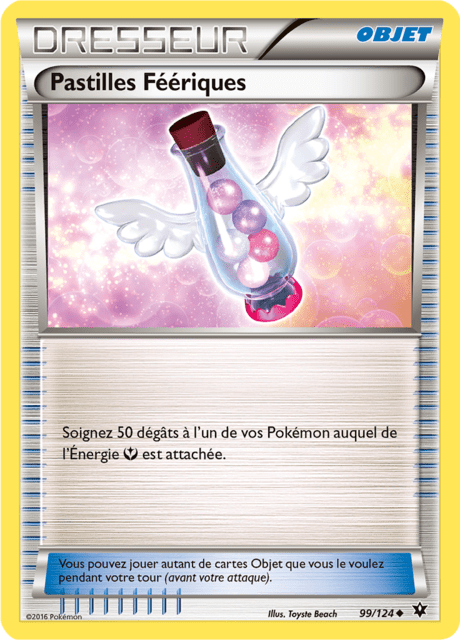 DRESSEUR
OBJET
Pastilles Féériques
Soignez 50 dégâts à l'un de vos Pokémon auquel de
l'Énergie est attachée.
Vous pouvez jouer autant de cartes Objet que vous le voulez
pendant votre tour (avant votre attaque).
©2016 Pokémon
Illus. Toyste Beach
99/124